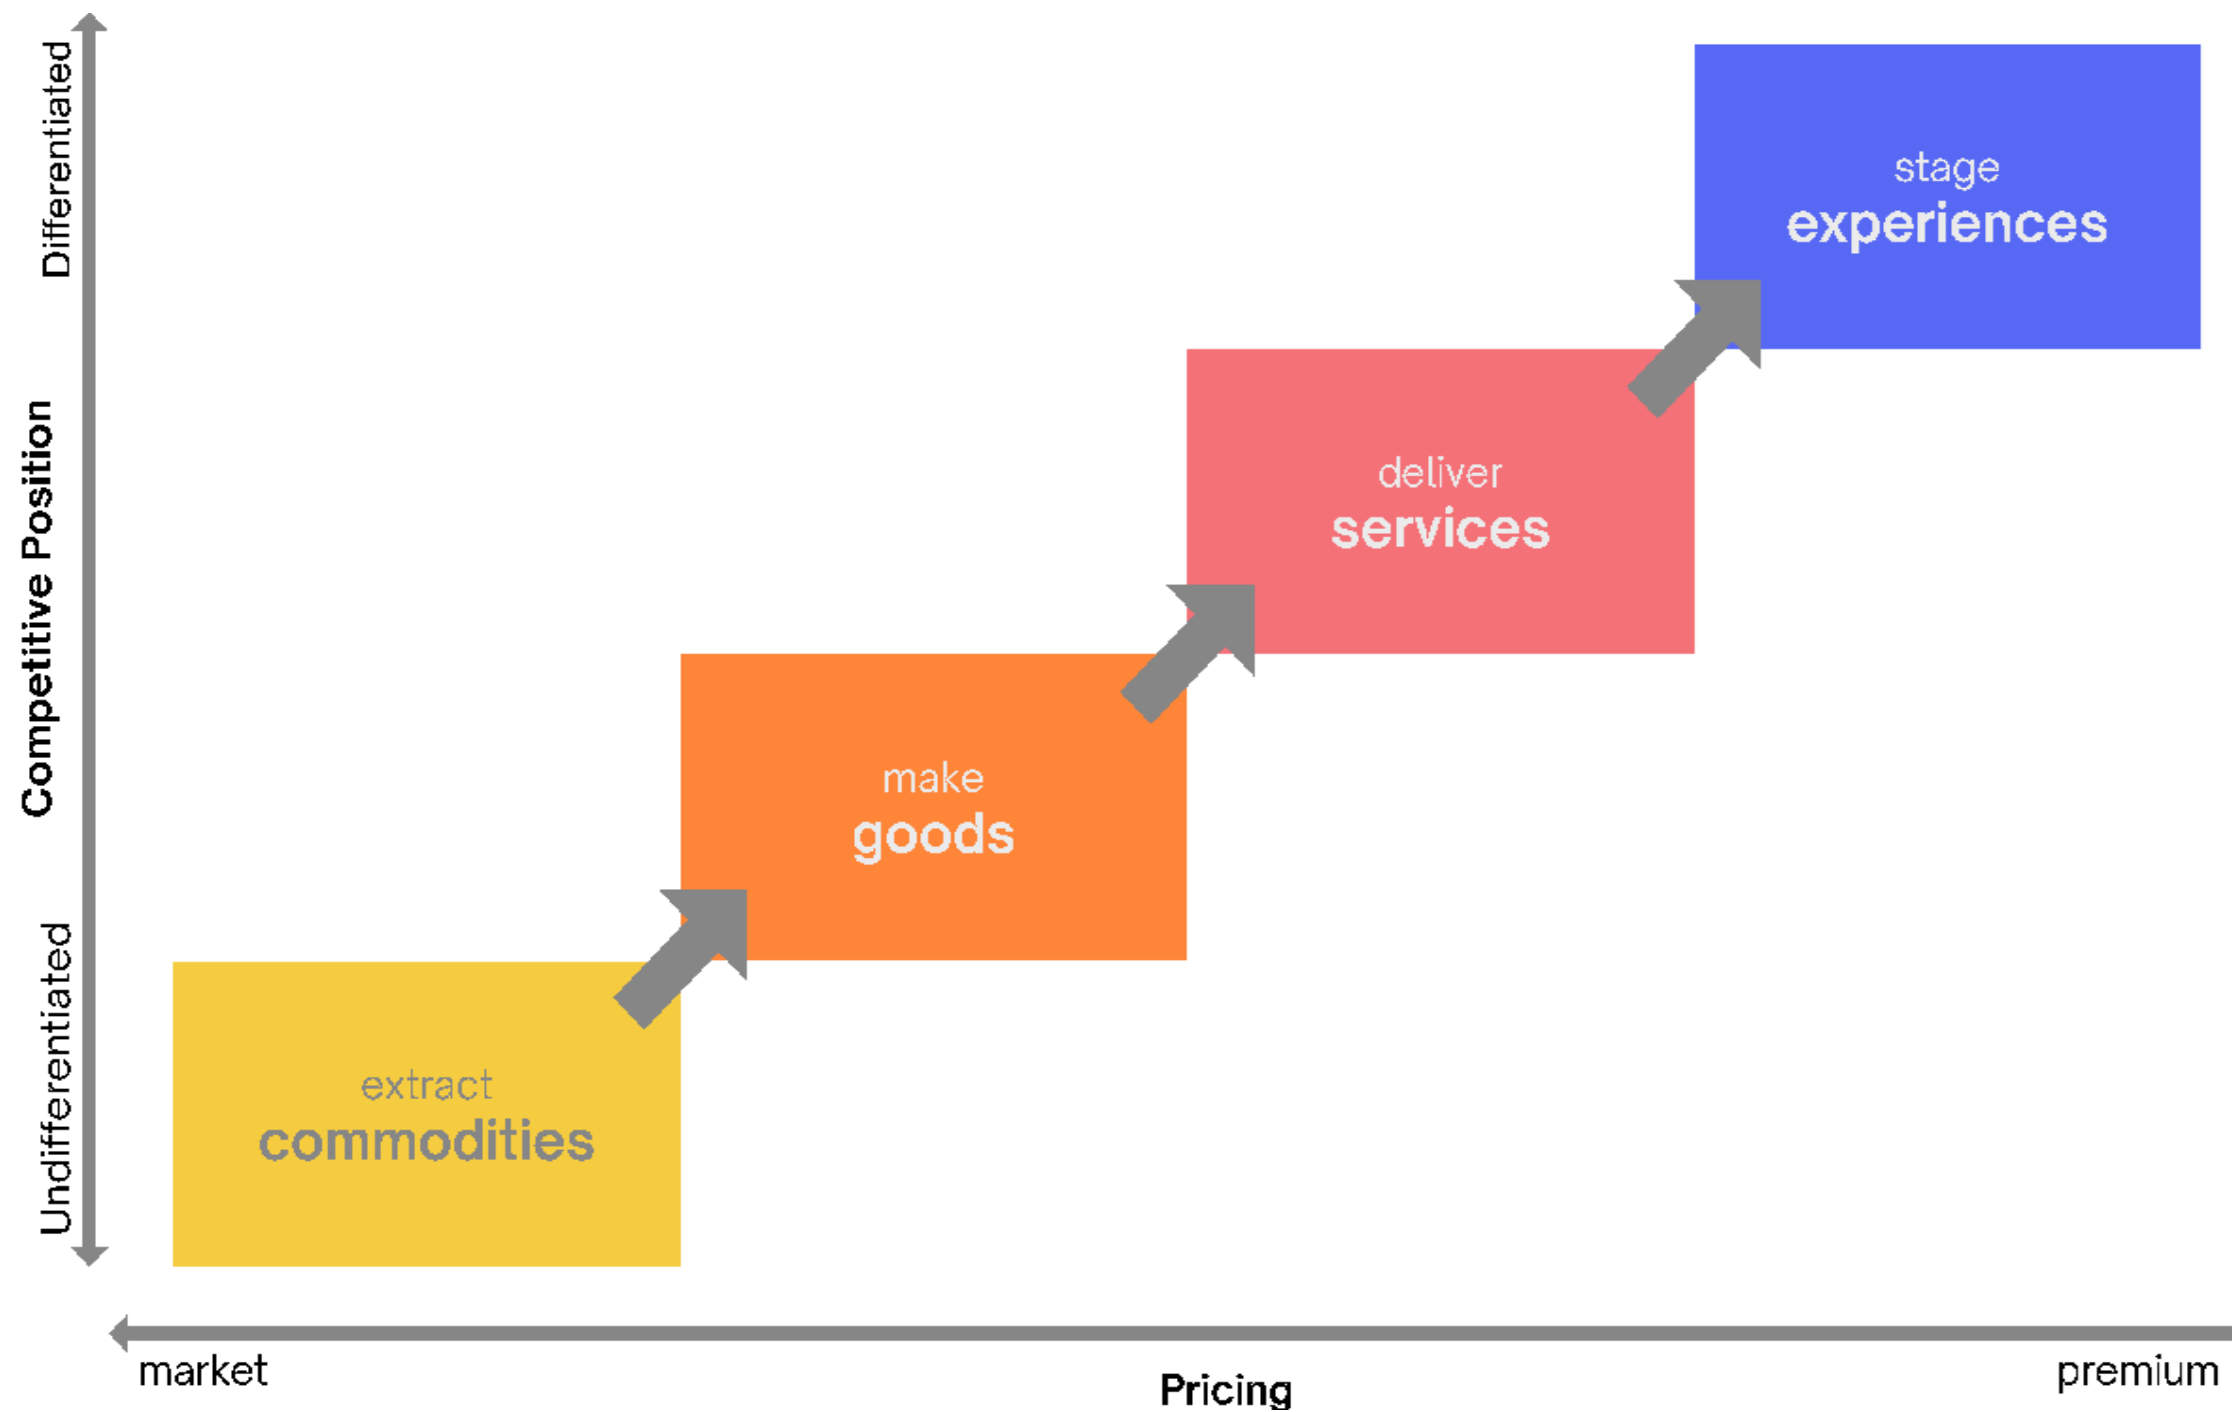 Differentiated
Competitive Position
Undifferentiated
stage
experiences
deliver
services
make
goods
extract
commodities
market
Pricing
premium